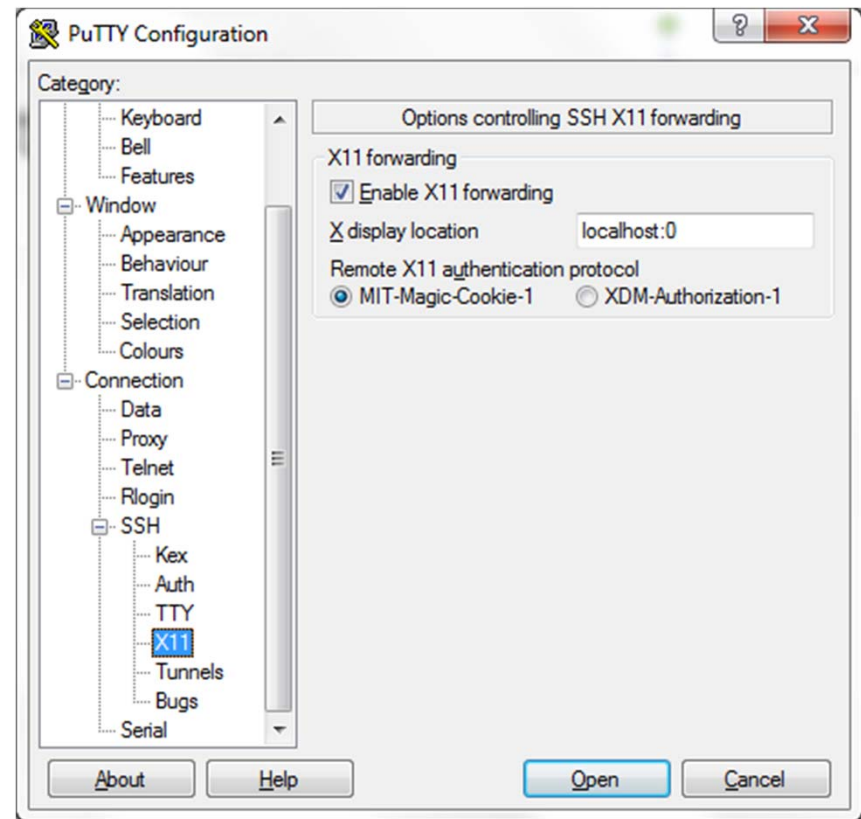 PuTTY Configuration
?
Category:
Keyboard
Bell
Features
Window
Appearance
Behaviour
Translation
Selection
Colours
Connection
Data
Proxy
Telnet
Rlogin
SSH
Kex
Auth
TTY
X11
Tunnels
Bugs
Serial
Options controlling SSH X11 forwarding
X11 forwarding
Enable X11 forwarding
X display location localhost:0
Remote X11 authentication protocol
MIT-Magic-Cookie-1 XDM-Authorization-1
About Help Open Cancel